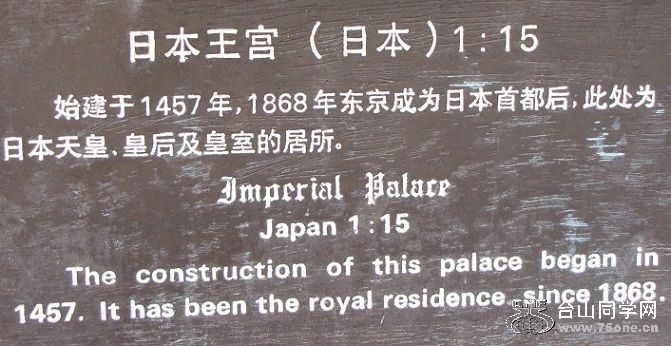 日本王宫（日本）1:15
始建于1457年,1868年东京成为日本首都后,此处为
日本天皇、皇后及皇室的居所。
Imperial Palace
Japan 1:15
The construction of this palace began in
1457. It has been the royal residence since 1868.
台山同学网
www.75one.cn